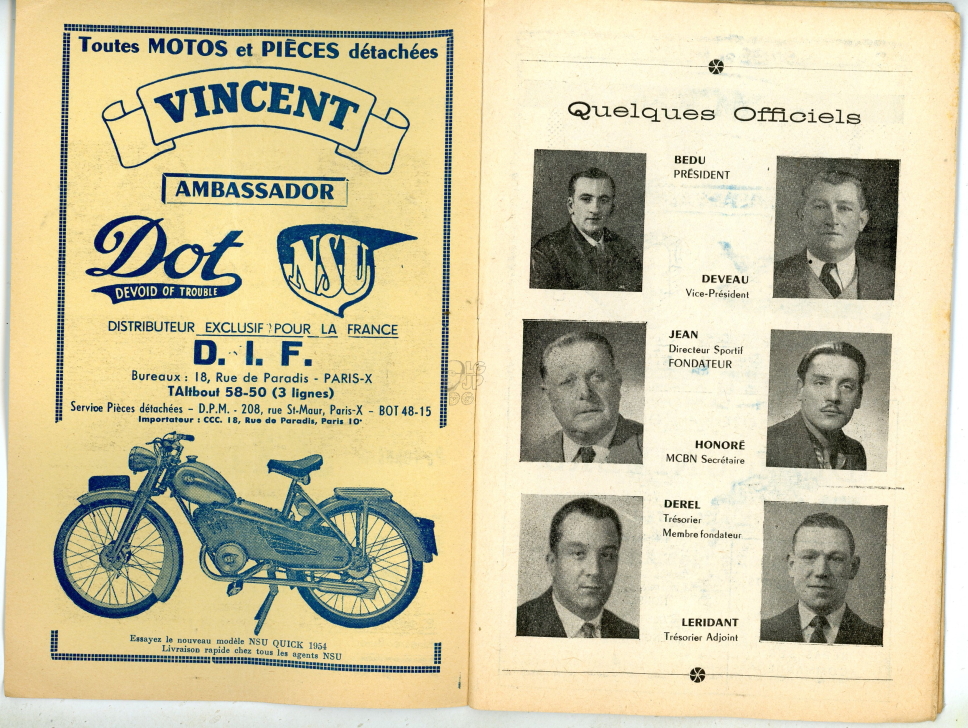 Toutes MOTOS et PIÈCES détachées
VINCENT
AMBASSADOR
Dot
DEVOID OF TROUBLE
NSU
DISTRIBUTEUR EXCLUSIF POUR LA FRANCE
D. I. F.
Bureaux : 18, Rue de Paradis - PARIS-X
TAItbout 58-50 (3 lignes)
Service Pièces détachées - D.P.M. - 208, rue St-Maur, Paris-X - BOT 48-15
Importateur : CCC. 18, Rue de Paradis, Paris 10e
Essayez le nouveau modèle NSU QUICK 1954
Livraison rapide chez tous les agents NSU
Quelques Officiels
BEDU
PRÉSIDENT
DEVEAU
Vice-Président
JEAN
Directeur Sportif
FONDATEUR
HONORÉ
MCBN Secrétaire
DEREL
Trésorier
Membre fondateur
LERIDANT
Trésorier Adjoint